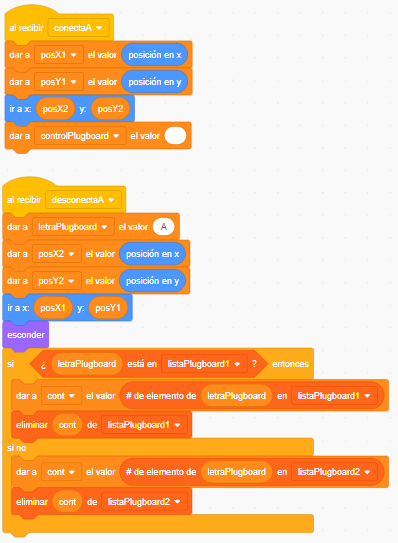 al recibir conectaA
dar a posX1 el valor posición en x
dar a posY1 el valor posición en y
ir a x: posX2 y: posY2
dar a controlPlugboard el valor
al recibir desconectaA
dar a letraPlugboard el valor A
dar a posX2 el valor posición en x
dar a posY2 el valor posición en y
ir a x: posX1 y: posY1
esconder
si ¿ letraPlugboard está en listaPlugboard1 ? entonces
dar a cont el valor # de elemento de letraPlugboard en listaPlugboard1
eliminar cont de listaPlugboard1
si no
dar a cont el valor # de elemento de letraPlugboard en listaPlugboard2
eliminar cont de listaPlugboard2